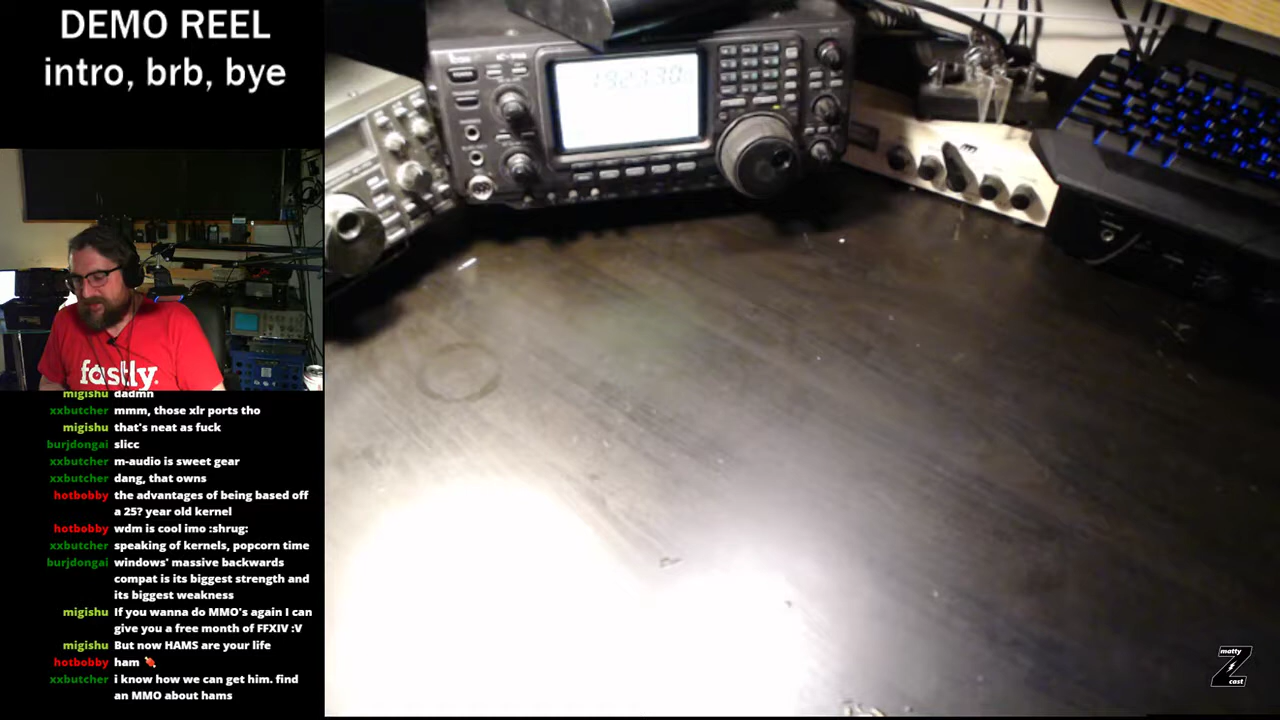 DEMO REEL
intro, brb, bye
fastly.
migishu dadmn
xxbutcher mmm, those xlr ports tho
migishu that's neat as fuck
burjdongai slicc
xxbutcher m-audio is sweet gear
xxbutcher dang, that owns
hotbobby the advantages of being based off
a 25? year old kernel
hotbobby wdm is cool imo :shrug:
xxbutcher speaking of kernels, popcorn time
burjdongai windows' massive backwards
compat is its biggest strength and
its biggest weakness
migishu If you wanna do MMO's again I can
give you a free month of FFXIV :V
migishu But now HAMS are your life
hotbobby ham 🍖
xxbutcher i know how we can get him. find
an MMO about hams
matty
Z
cast